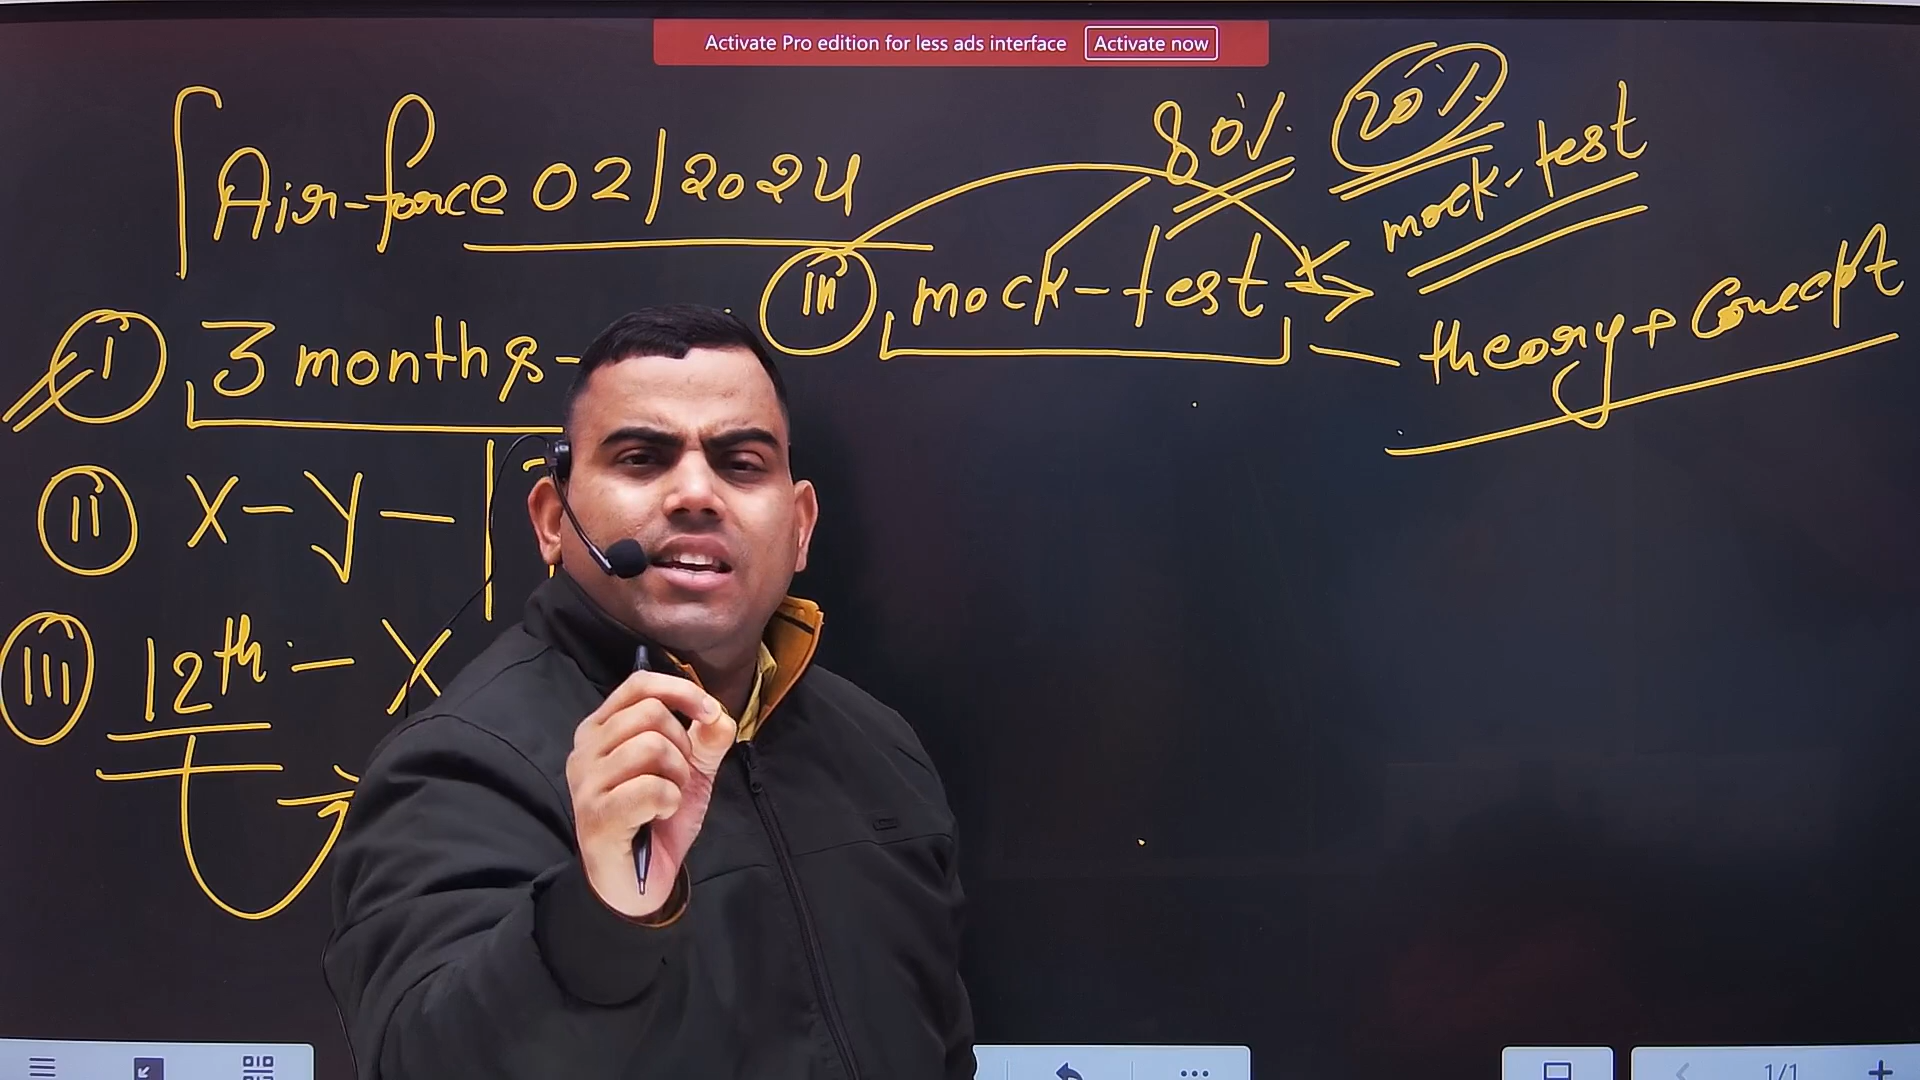 Activate Pro edition for less ads interface Activate now
Air-force 02/2024
I 3 months -
II X - y -
III 12th - X
80% 20%
mock-test
III mock-test
theory + Concept
1/1